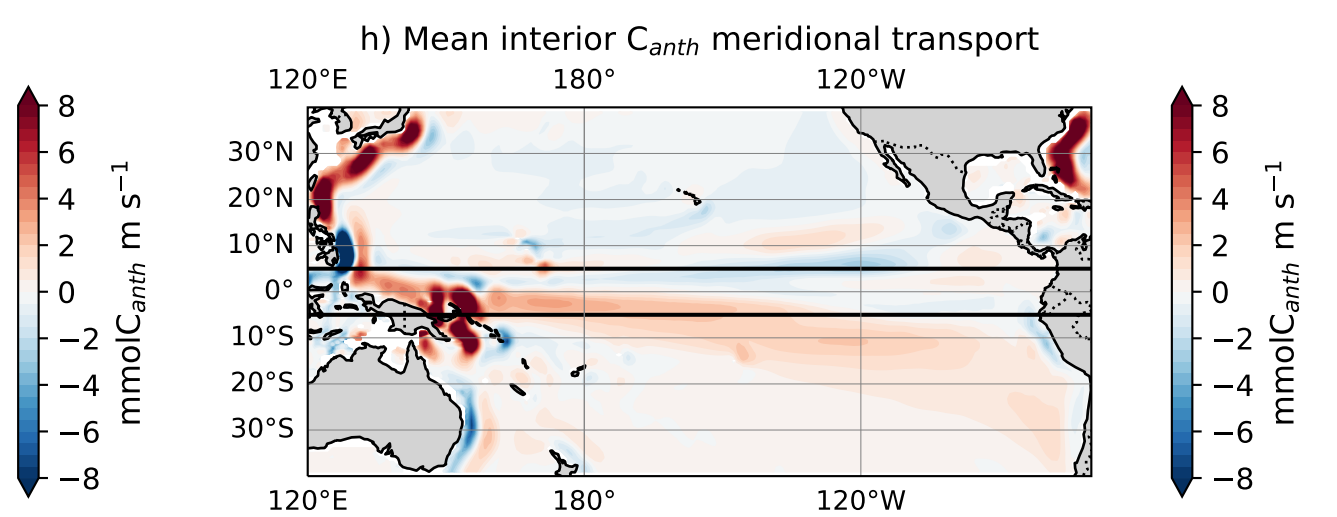 h) Mean interior C_anth meridional transport
120°E 180° 120°W
8
6
4
2
0
−2
−4
−6
−8
mmolC_anth m s⁻¹
30°N
20°N
10°N
0°
10°S
20°S
30°S
120°E 180° 120°W
8
6
4
2
0
−2
−4
−6
−8
mmolC_anth m s⁻¹